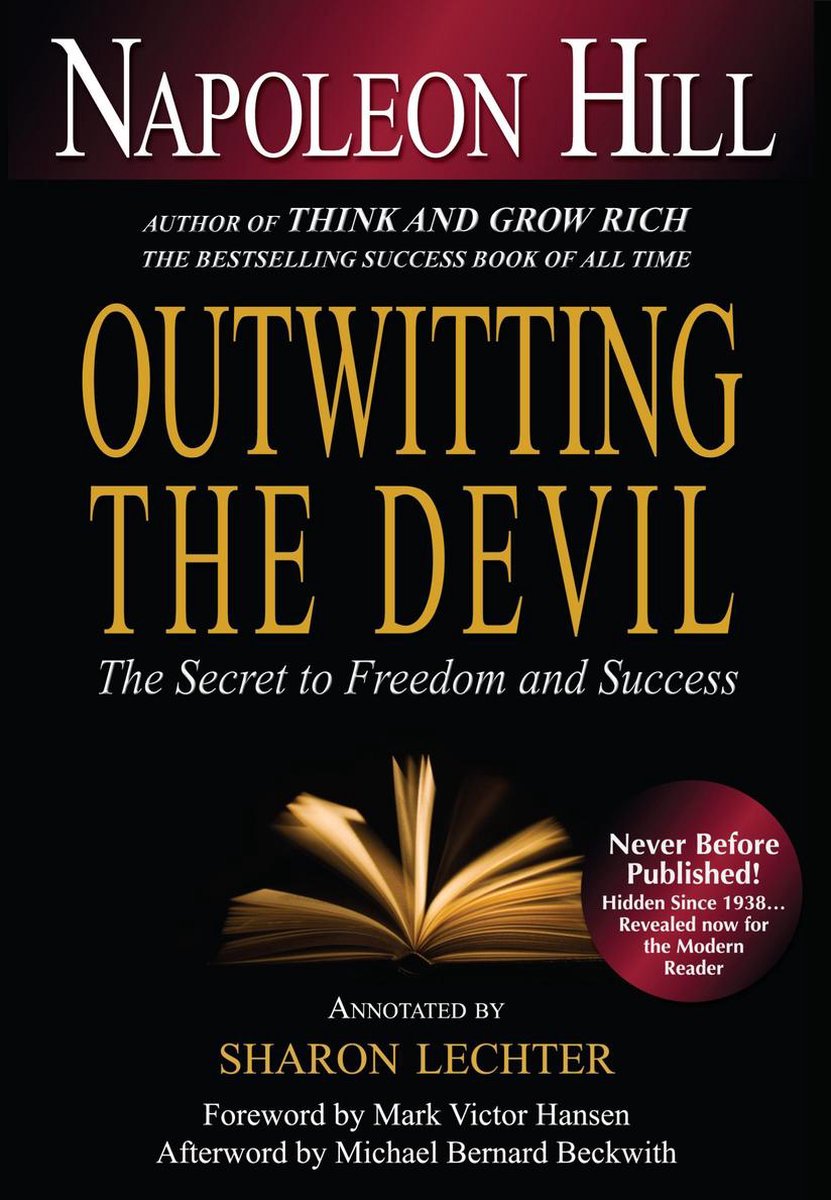 NAPOLEON HILL
AUTHOR OF THINK AND GROW RICH
THE BESTSELLING SUCCESS BOOK OF ALL TIME
OUTWITTING
THE DEVIL
The Secret to Freedom and Success
Never Before
Published!
Hidden Since 1938...
Revealed now for
the Modern
Reader
ANNOTATED BY
SHARON LECHTER
Foreword by Mark Victor Hansen
Afterword by Michael Bernard Beckwith